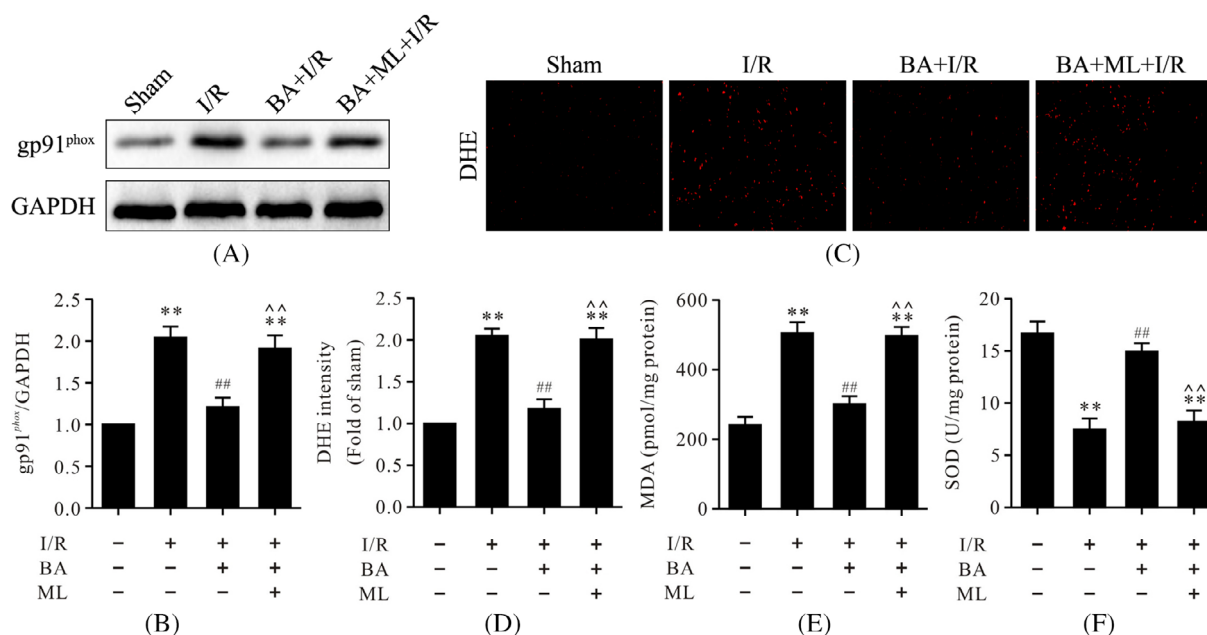 Sham I/R BA+I/R BA+ML+I/R
gp91phox
GAPDH
(A)
Sham I/R BA+I/R BA+ML+I/R
DHE
(C)
gp91phox/GAPDH
2.5
2.0
1.5
1.0
0.5
0.0
** ## ^^
**
I/R − + + +
BA − − + +
ML − − − +
(B)
DHE intensity
(Fold of sham)
2.5
2.0
1.5
1.0
0.5
0.0
** ## ^^
**
− + + +
− − + +
− − − +
(D)
MDA (pmol/mg protein)
600
400
200
0
** ## ^^
**
I/R − + + +
BA − − + +
ML − − − +
(E)
SOD (U/mg protein)
20
15
10
5
0
** ## ^^
**
I/R − + + +
BA − − + +
ML − − − +
(F)